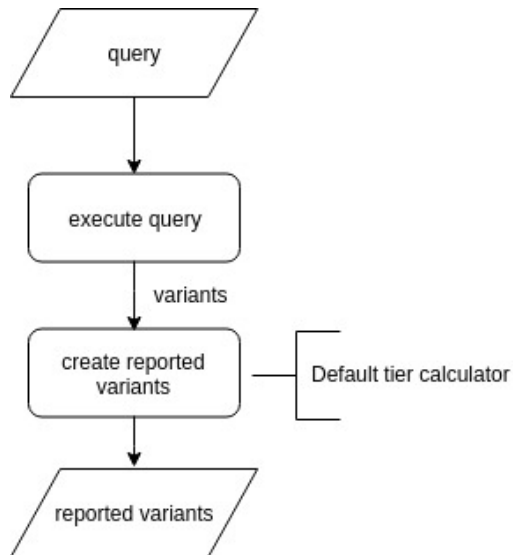 query
execute query
variants
create reported
variants
Default tier calculator
reported variants